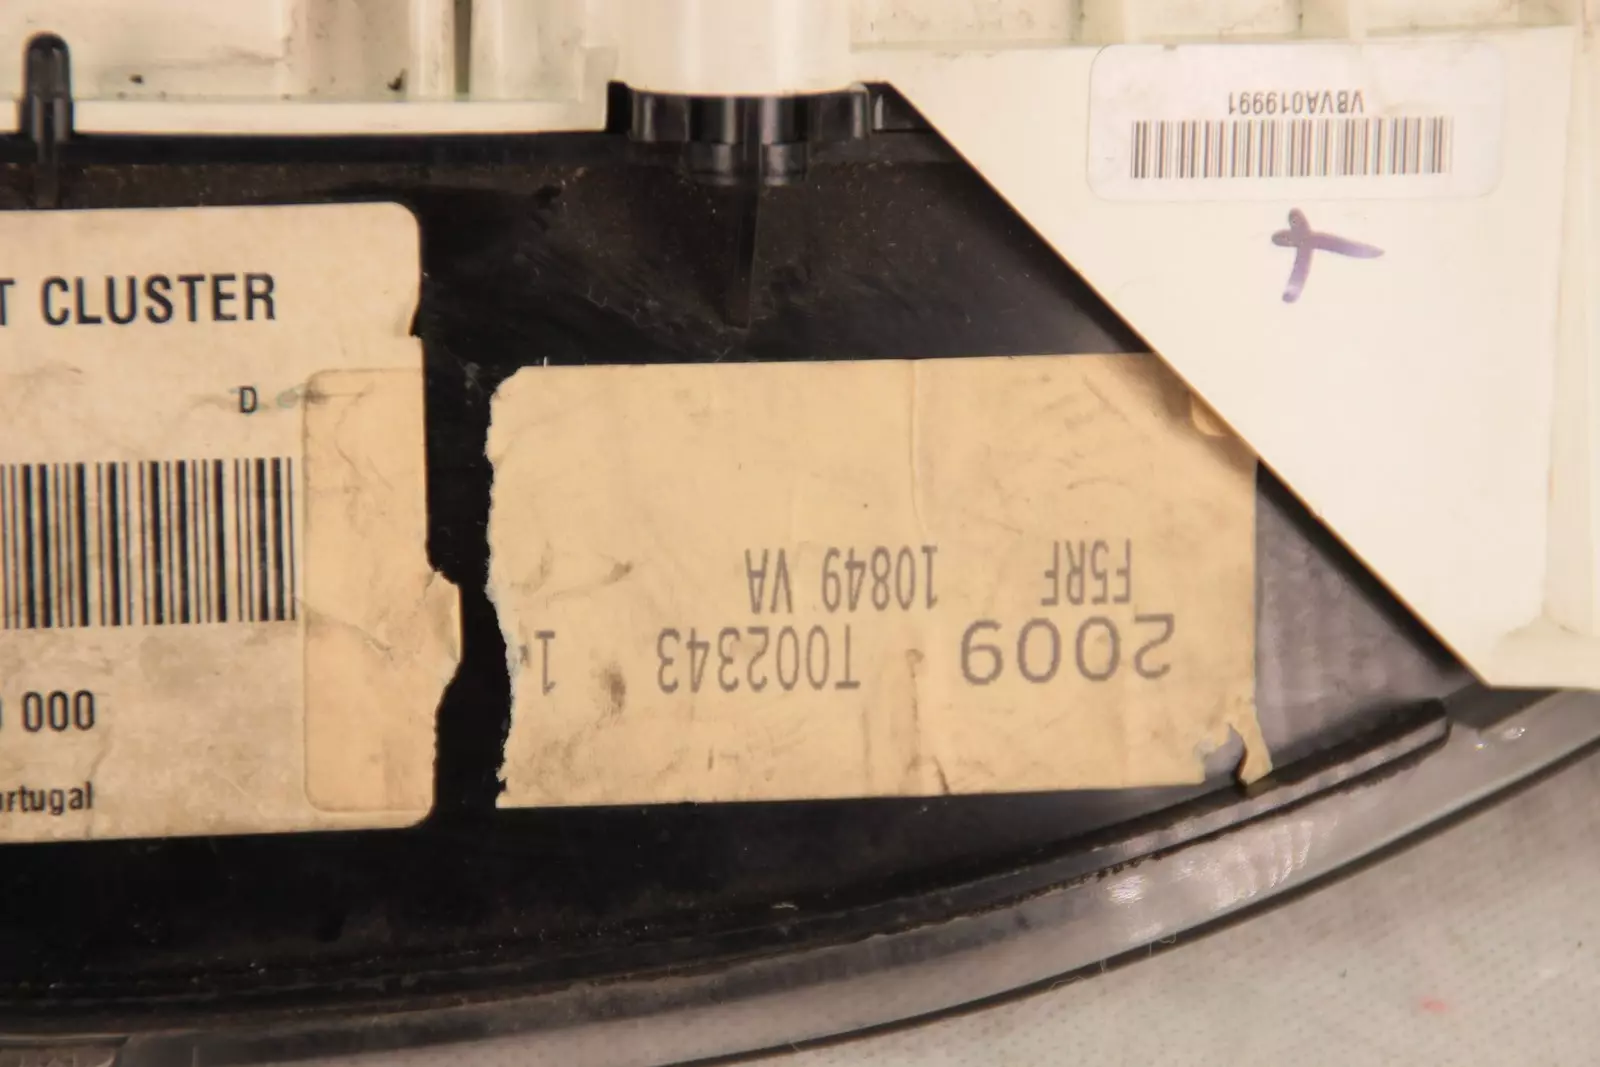 VBVA019991
T CLUSTER
D
000
rtugal
2009 T002343 1
F5RF 10849 VA